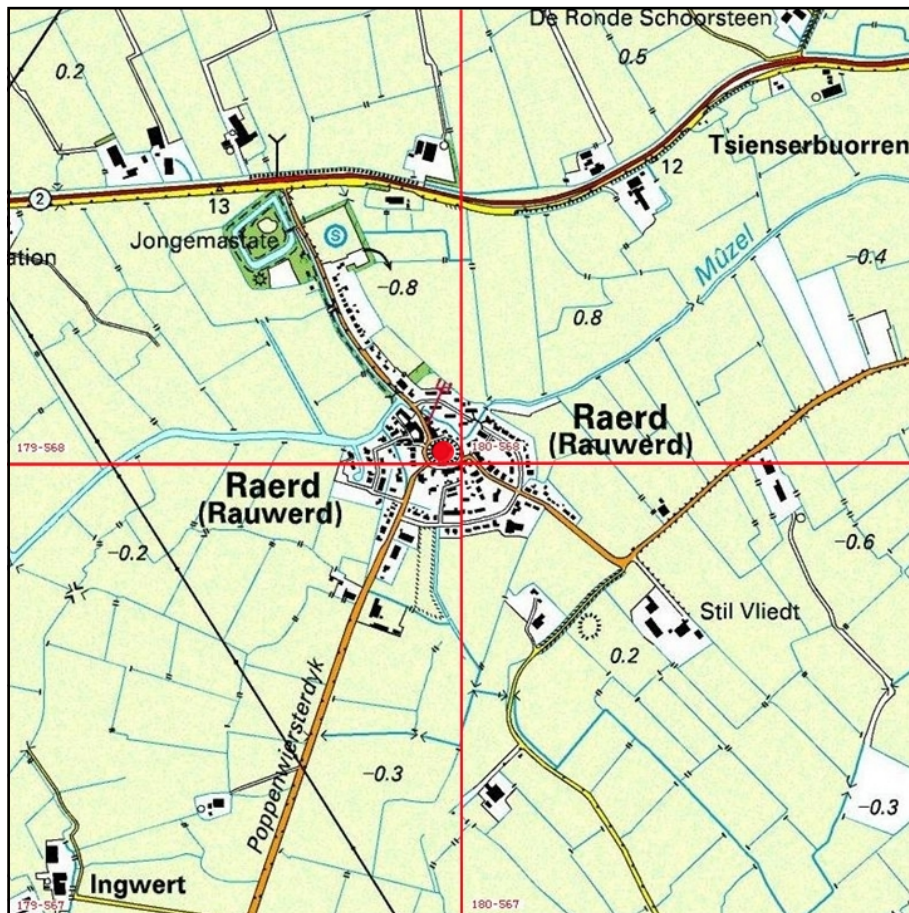 De Ronde Schoorsteen
0.2
0.5
Tsienserbuorren
12
2
13
Jongemastate
S
ation
Mûzel
−0.4
−0.8
0.8
Raerd
(Rauwerd)
179-568
180-568
Raerd
(Rauwerd)
−0.2
−0.6
Stil Vliedt
0.2
Poppenwiersterdyk
−0.3
−0.3
Ingwert
179-567
180-567